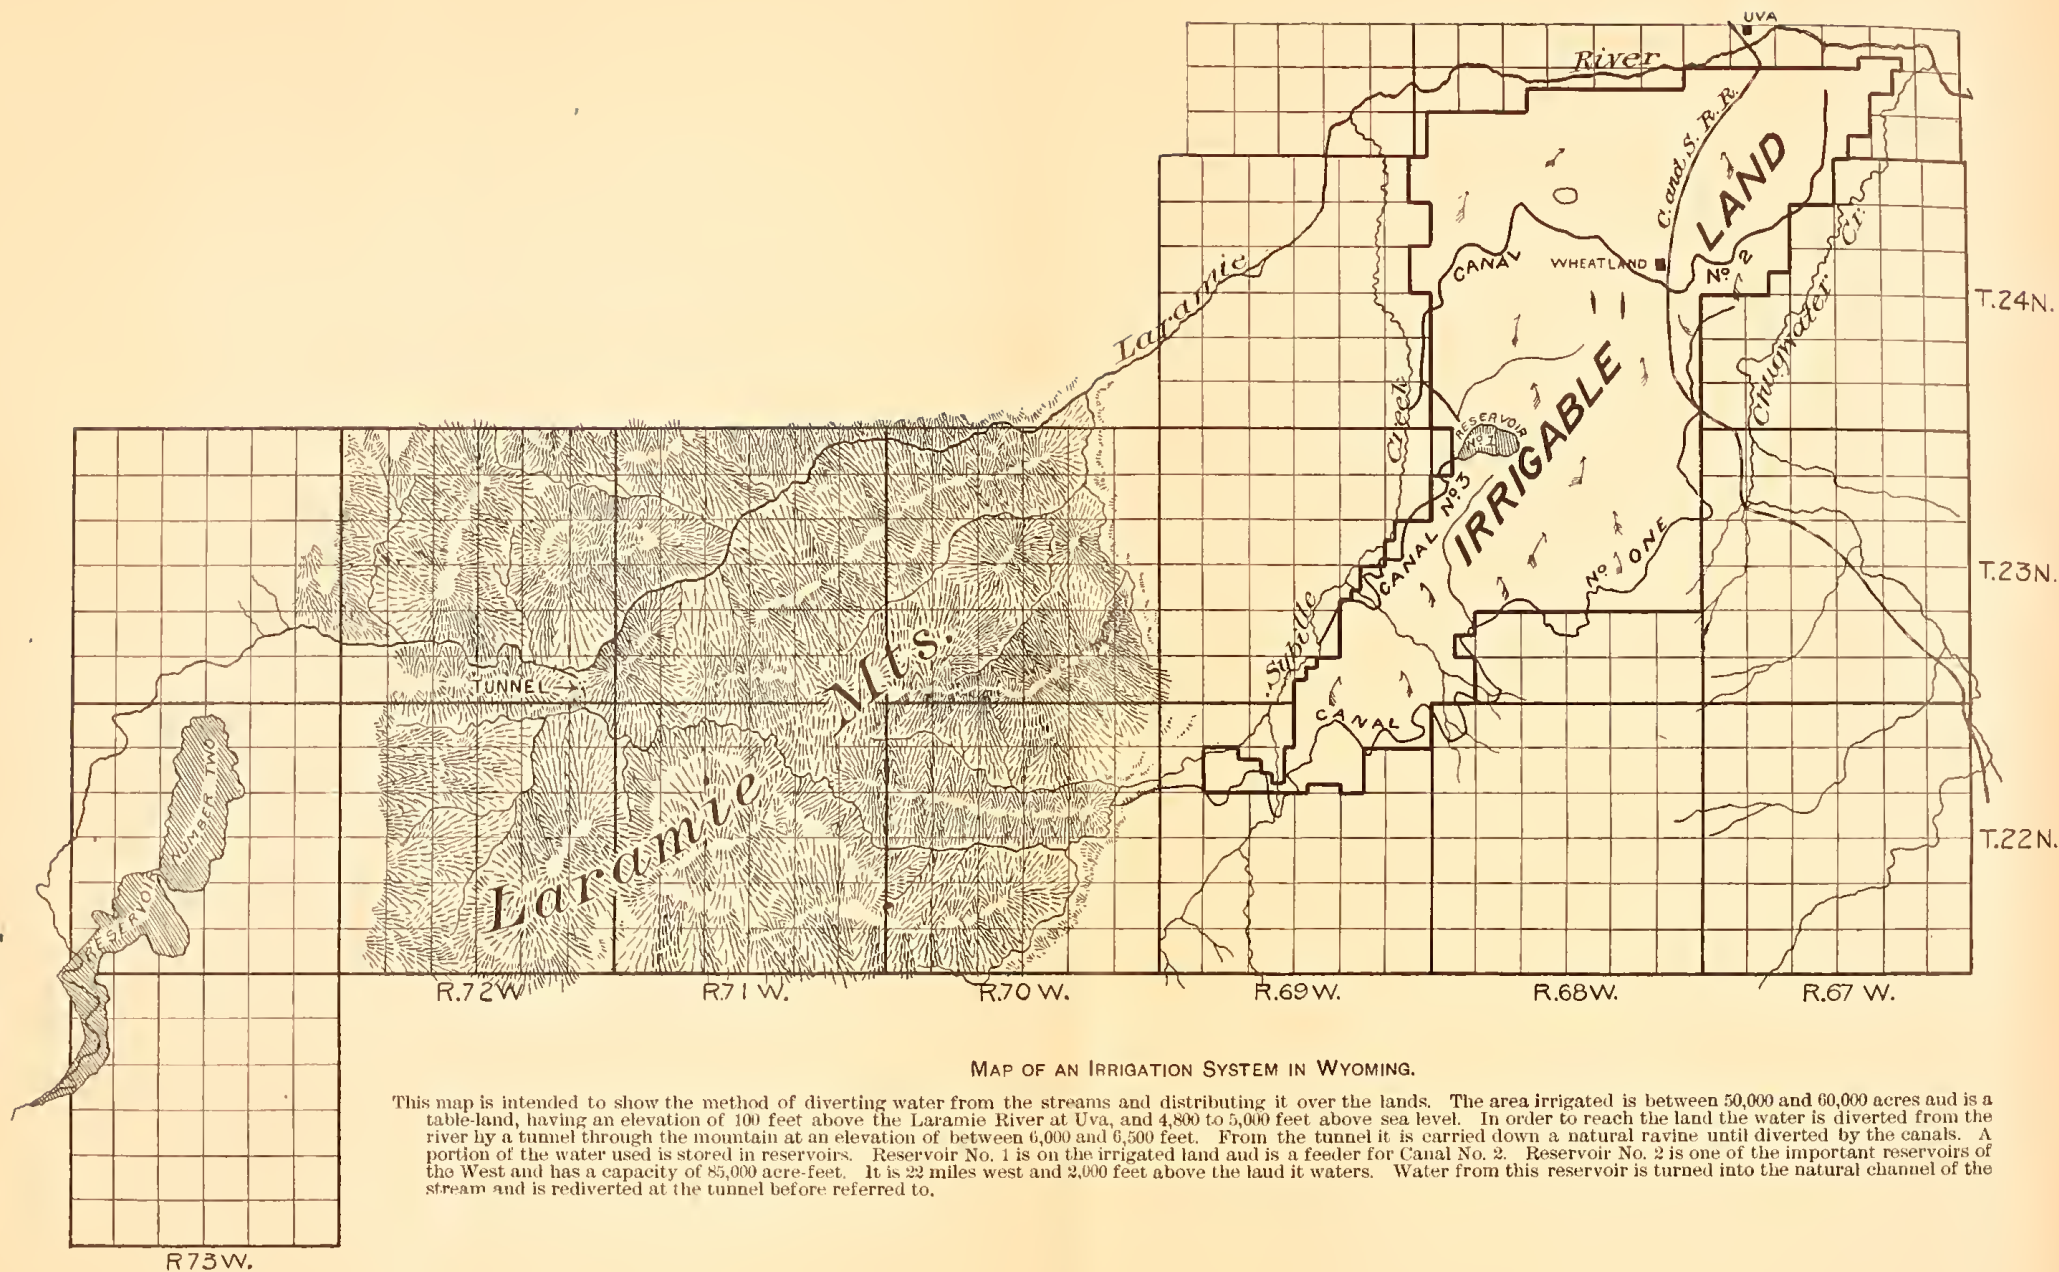 UVA
River
C. and S. R. R.
LAND
CANAL
WHEATLAND
No 2
Cr.
Laramie
Chugwater
T.24N.
Creek
RESERVOIR
No 1
IRRIGABLE
No 3
CANAL
No ONE
T.23N.
Sybille
Mts.
TUNNEL
CANAL
NUMBER TWO
Laramie
T.22N.
RESERVOIR
R.72W
R.71 W.
R.70 W.
R.69W.
R.68W.
R.67 W.
MAP OF AN IRRIGATION SYSTEM IN WYOMING.
This map is intended to show the method of diverting water from the streams and distributing it over the lands. The area irrigated is between 50,000 and 60,000 acres and is a
table-land, having an elevation of 100 feet above the Laramie River at Uva, and 4,800 to 5,000 feet above sea level. In order to reach the land the water is diverted from the
river by a tunnel through the mountain at an elevation of between 6,000 and 6,500 feet. From the tunnel it is carried down a natural ravine until diverted by the canals. A
portion of the water used is stored in reservoirs. Reservoir No. 1 is on the irrigated land and is a feeder for Canal No. 2. Reservoir No. 2 is one of the important reservoirs of
the West and has a capacity of 85,000 acre-feet. It is 22 miles west and 2,000 feet above the land it waters. Water from this reservoir is turned into the natural channel of the
stream and is rediverted at the tunnel before referred to.
R73W.